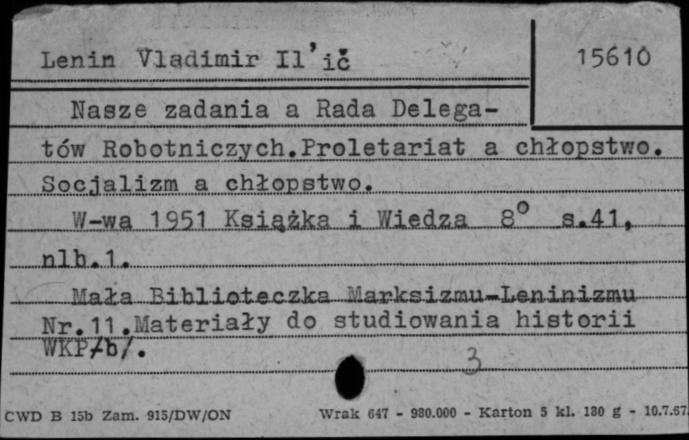 Lenin Vladimir Il'ič
15610
Nasze zadania a Rada Delega-
tów Robotniczych.Proletariat a chłopstwo.
Socjalizm a chłopstwo.
W-wa 1951 Książka i Wiedza 8° s.41,
nlb.1.
Mała Biblioteczka Marksizmu-Leninizmu
Nr.11.Materiały do studiowania historii
WKP/b/.
3
CWD B 15b Zam. 915/DW/ON Wrak 647 - 980.000 - Karton 5 kl. 180 g - 10.7.67